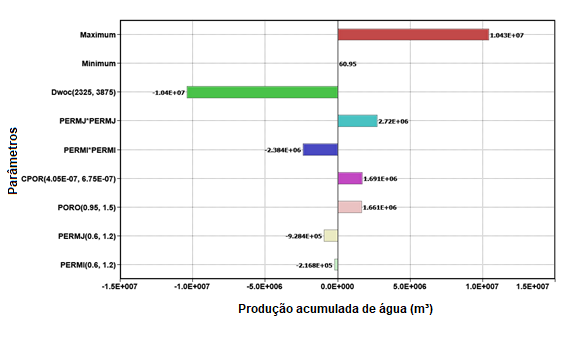 Maximum
1.043E+07
Minimum
60.95
Dwoc(2325, 3875)
-1.04E+07
PERMJ*PERMJ
2.72E+06
PERMI*PERMI
-2.384E+06
CPOR(4.05E-07, 6.75E-07)
1.691E+06
PORO(0.95, 1.5)
1.661E+06
PERMJ(0.6, 1.2)
-9.284E+05
PERMI(0.6, 1.2)
-2.168E+05
Parâmetros
-1.5E+007
-1.0E+007
-5.0E+006
0.0E+000
5.0E+006
1.0E+007
1.5E+007
Produção acumulada de água (m³)